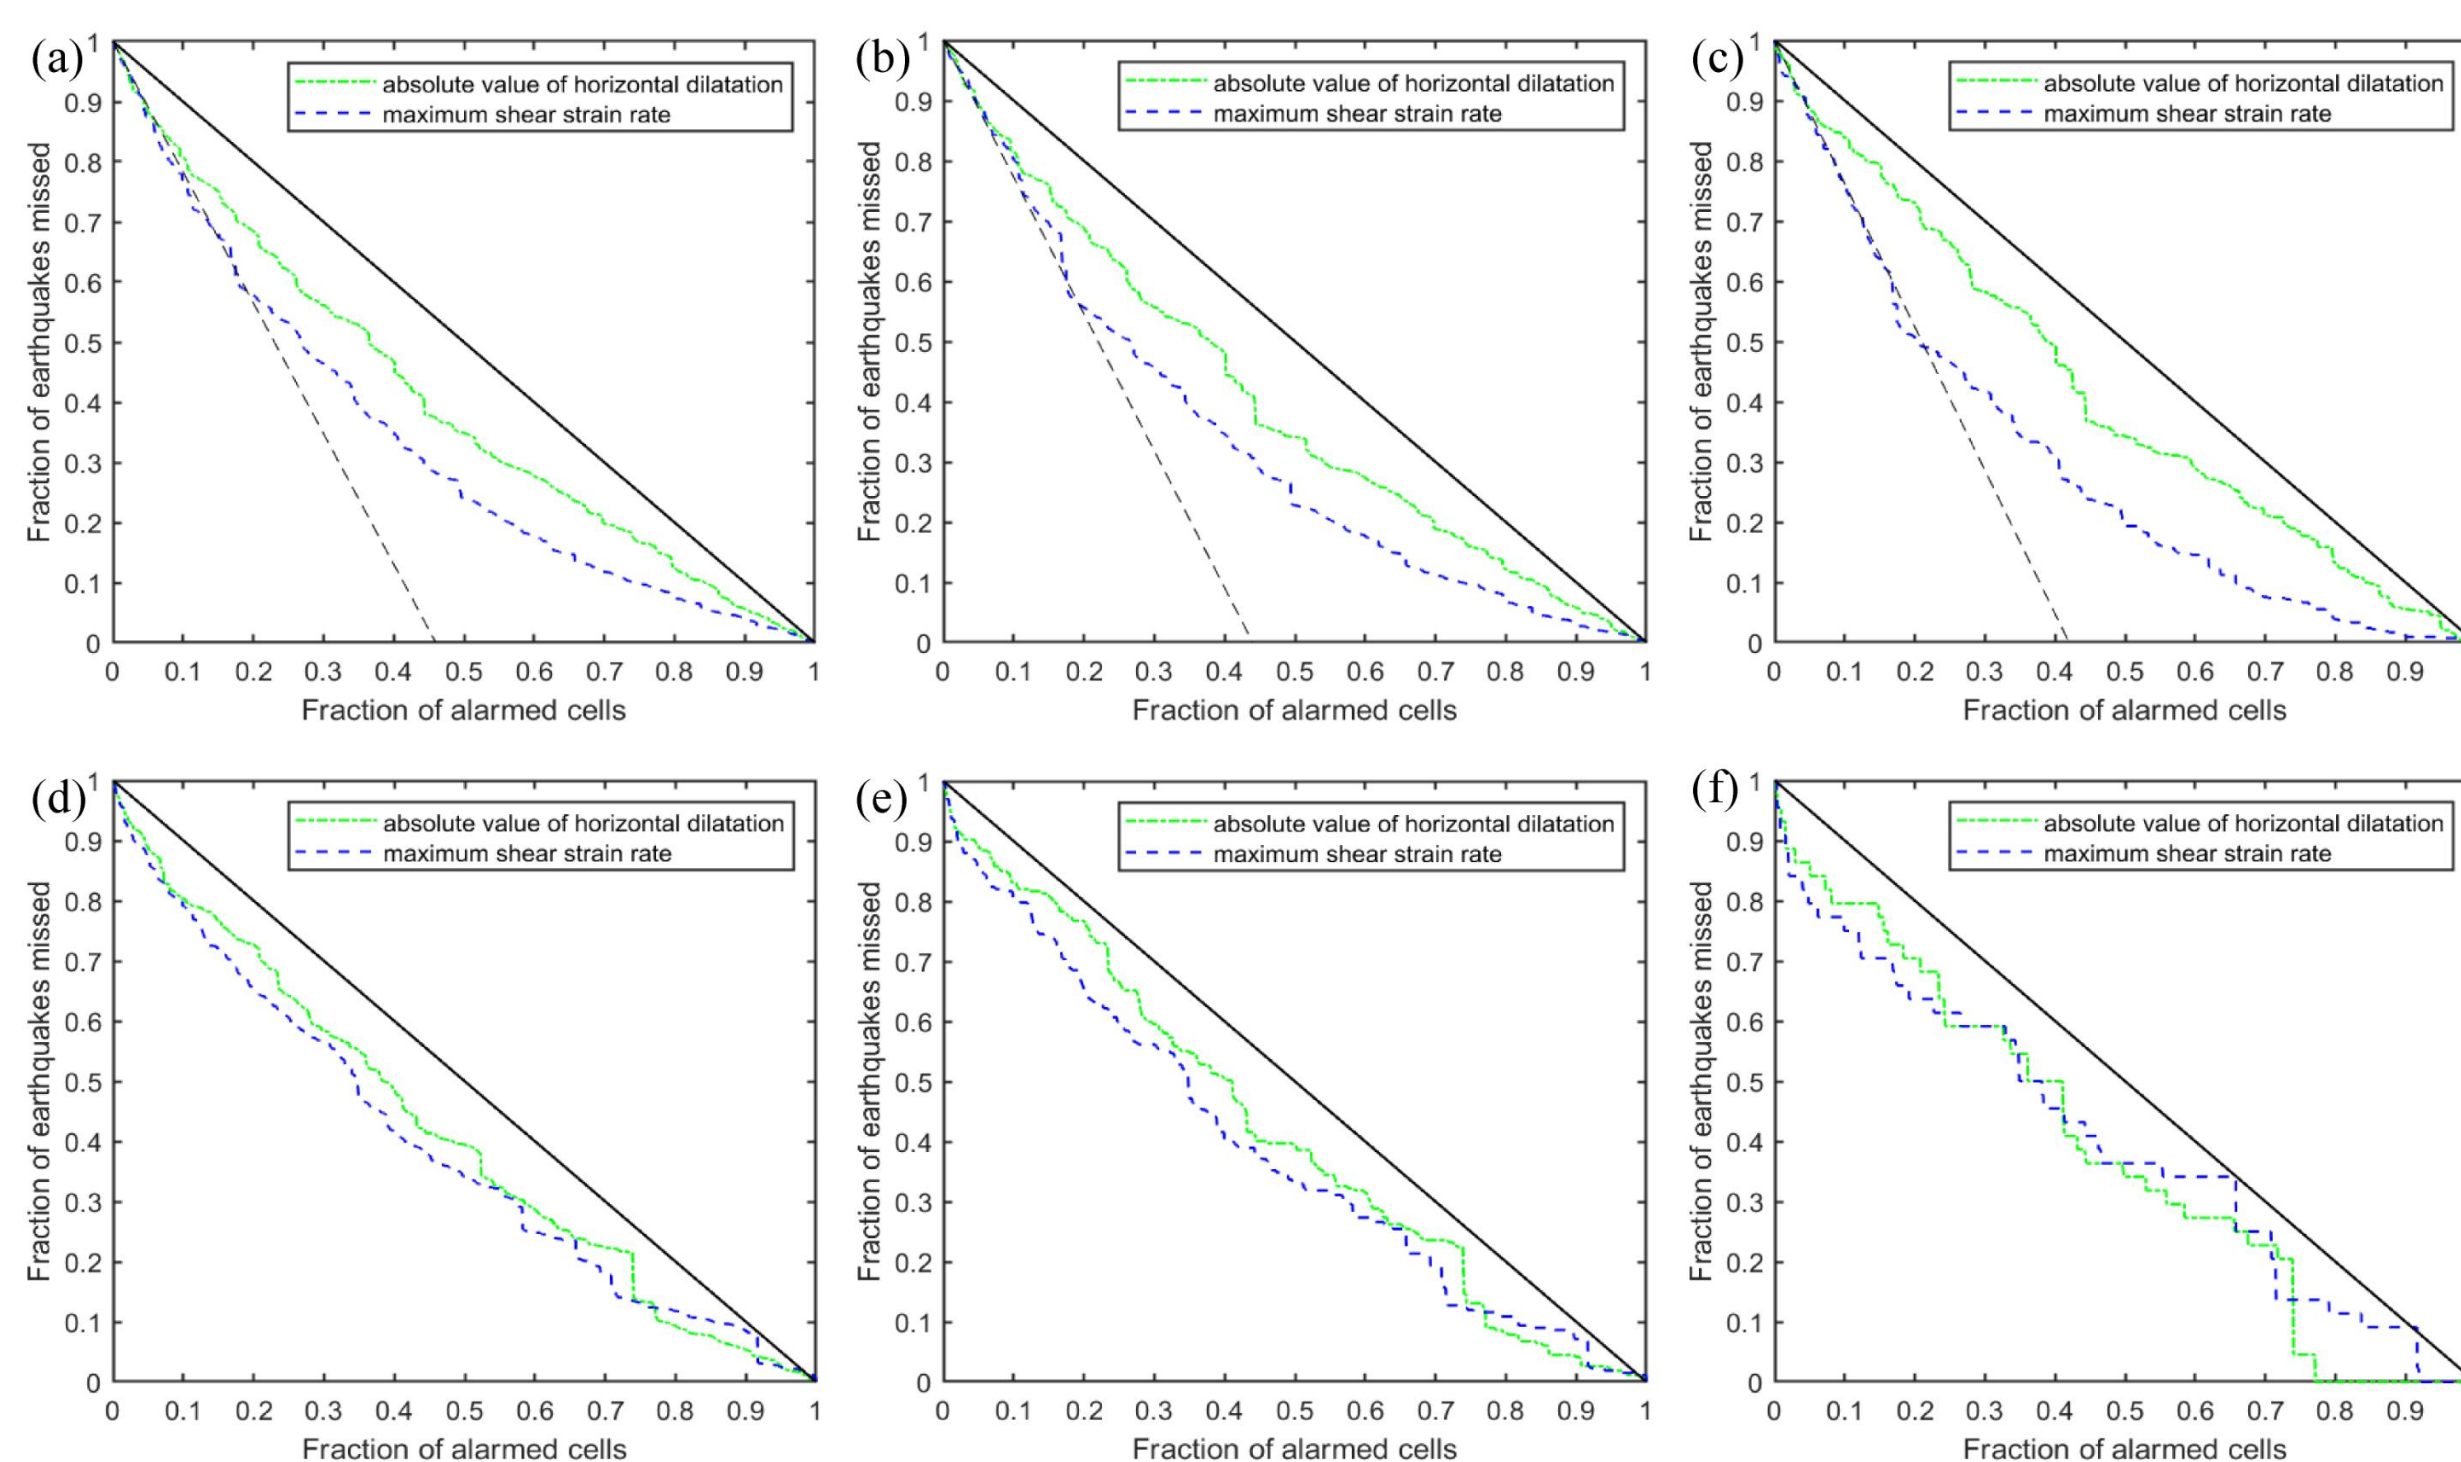 (a)
absolute value of horizontal dilatation
maximum shear strain rate
Fraction of earthquakes missed
1
0.9
0.8
0.7
0.6
0.5
0.4
0.3
0.2
0.1
0
0 0.1 0.2 0.3 0.4 0.5 0.6 0.7 0.8 0.9 1
Fraction of alarmed cells
(b)
absolute value of horizontal dilatation
maximum shear strain rate
Fraction of earthquakes missed
1
0.9
0.8
0.7
0.6
0.5
0.4
0.3
0.2
0.1
0
0 0.1 0.2 0.3 0.4 0.5 0.6 0.7 0.8 0.9 1
Fraction of alarmed cells
(c)
absolute value of horizontal dilatation
maximum shear strain rate
Fraction of earthquakes missed
1
0.9
0.8
0.7
0.6
0.5
0.4
0.3
0.2
0.1
0
0 0.1 0.2 0.3 0.4 0.5 0.6 0.7 0.8 0.9
Fraction of alarmed cells
(d)
absolute value of horizontal dilatation
maximum shear strain rate
Fraction of earthquakes missed
1
0.9
0.8
0.7
0.6
0.5
0.4
0.3
0.2
0.1
0
0 0.1 0.2 0.3 0.4 0.5 0.6 0.7 0.8 0.9 1
Fraction of alarmed cells
(e)
absolute value of horizontal dilatation
maximum shear strain rate
Fraction of earthquakes missed
1
0.9
0.8
0.7
0.6
0.5
0.4
0.3
0.2
0.1
0
0 0.1 0.2 0.3 0.4 0.5 0.6 0.7 0.8 0.9 1
Fraction of alarmed cells
(f)
absolute value of horizontal dilatation
maximum shear strain rate
Fraction of earthquakes missed
1
0.9
0.8
0.7
0.6
0.5
0.4
0.3
0.2
0.1
0
0 0.1 0.2 0.3 0.4 0.5 0.6 0.7 0.8 0.9
Fraction of alarmed cells